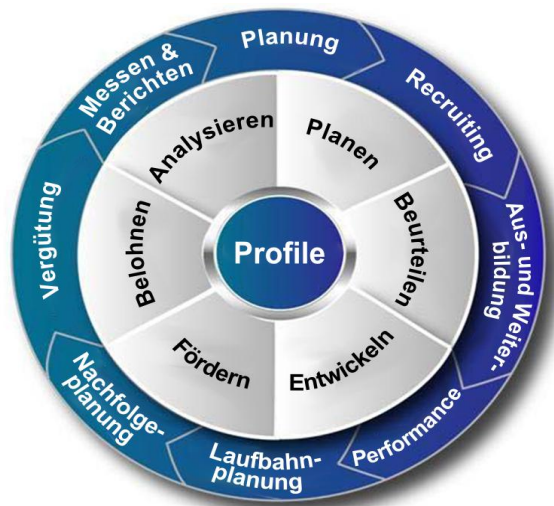 Planung
Recruiting
Aus- und Weiter-
bildung
Performance
Laufbahn-
planung
Nachfolge-
planung
Vergütung
Messen &
Berichten
Planen
Beurteilen
Entwickeln
Fördern
Belohnen
Analysieren
Profile